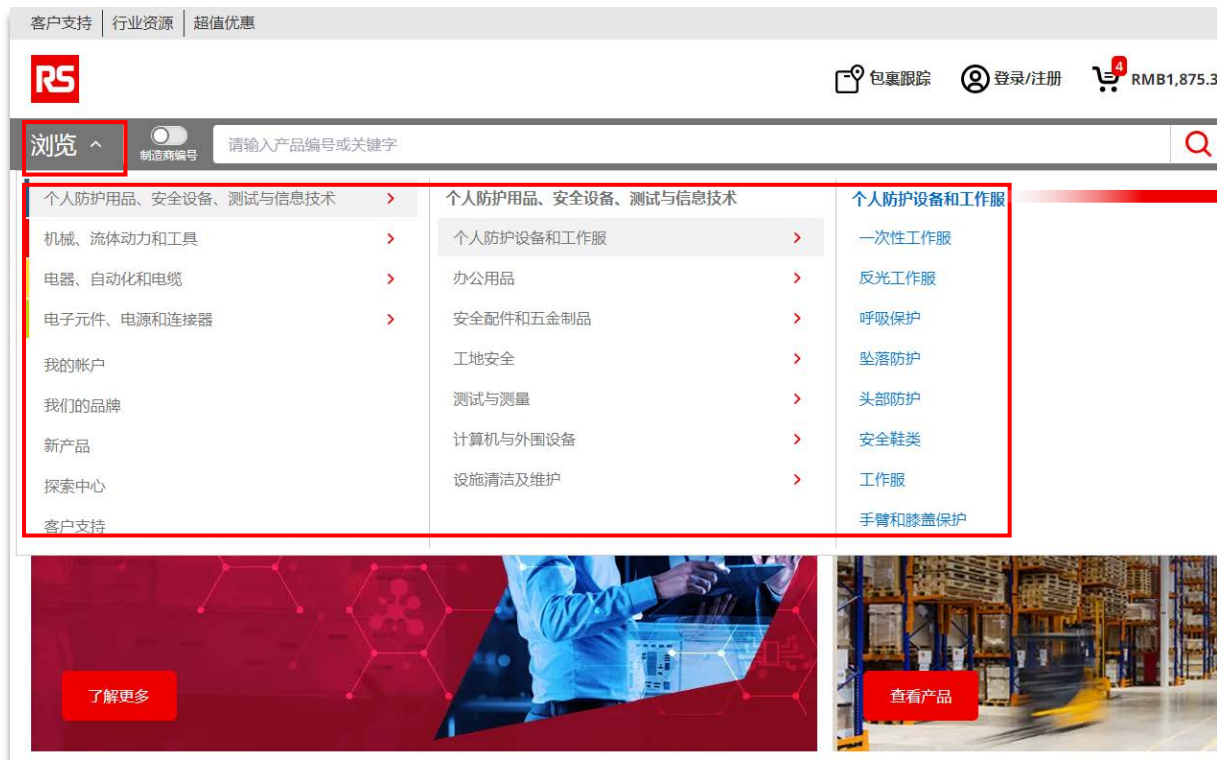 客户支持 行业资源 超值优惠
RS
包裹跟踪 登录/注册 4 RMB1,875.3
浏览 制造商编号 请输入产品编号或关键字
个人防护用品、安全设备、测试与信息技术
机械、流体动力和工具
电器、自动化和电缆
电子元件、电源和连接器
我的帐户
我们的品牌
新产品
探索中心
客户支持
个人防护用品、安全设备、测试与信息技术
个人防护设备和工作服
办公用品
安全配件和五金制品
工地安全
测试与测量
计算机与外围设备
设施清洁及维护
个人防护设备和工作服
一次性工作服
反光工作服
呼吸保护
坠落防护
头部防护
安全鞋类
工作服
手臂和膝盖保护
了解更多
查看产品